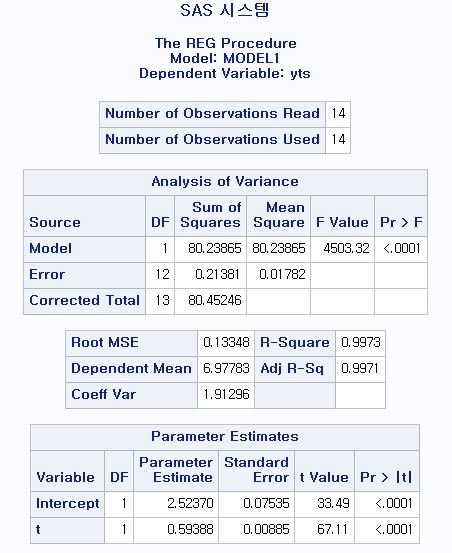 SAS 시스템
The REG Procedure
Model: MODEL1
Dependent Variable: yts
Number of Observations Read 14
Number of Observations Used 14
Analysis of Variance
Source DF Sum of Squares Mean Square F Value Pr > F
Model 1 80.23865 80.23865 4503.32 <.0001
Error 12 0.21381 0.01782
Corrected Total 13 80.45246
Root MSE 0.13348 R-Square 0.9973
Dependent Mean 6.97783 Adj R-Sq 0.9971
Coeff Var 1.91296
Parameter Estimates
Variable DF Parameter Estimate Standard Error t Value Pr > |t|
Intercept 1 2.52370 0.07535 33.49 <.0001
t 1 0.59388 0.00885 67.11 <.0001